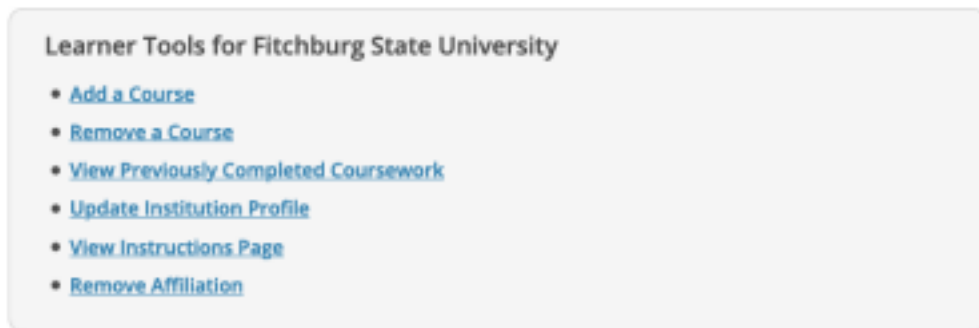 Learner Tools for Fitchburg State University
• Add a Course
• Remove a Course
• View Previously Completed Coursework
• Update Institution Profile
• View Instructions Page
• Remove Affiliation